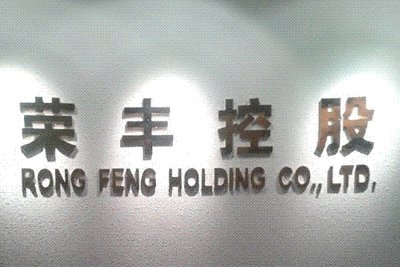 荣丰控股
RONG FENG HOLDING CO., LTD.